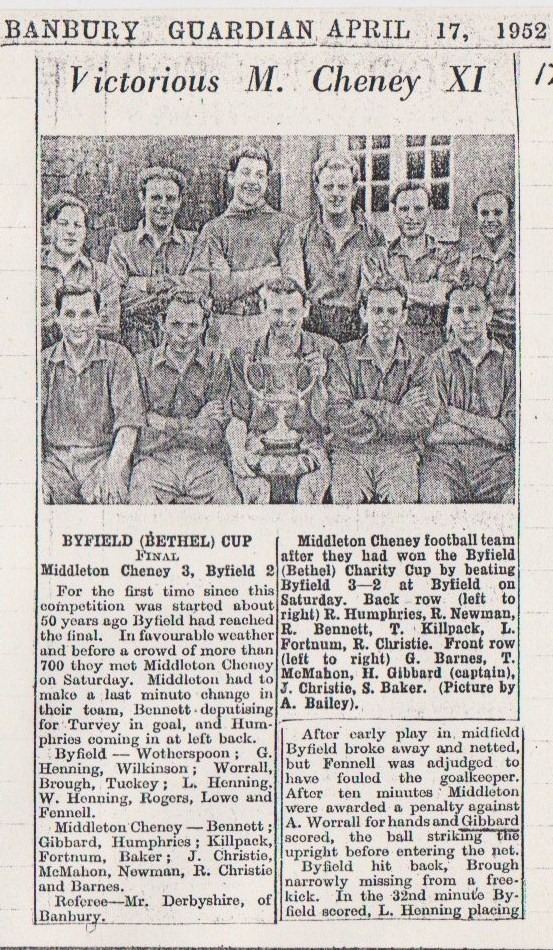 BANBURY GUARDIAN APRIL 17, 1952
Victorious M. Cheney XI
BYFIELD (BETHEL) CUP
FINAL
Middleton Cheney 3, Byfield 2
For the first time since this
competition was started about
50 years ago Byfield had reached
the final. In favourable weather
and before a crowd of more than
700 they met Middleton Cheney
on Saturday. Middleton had to
make a last minute change in
their team, Bennett deputising
for Turvey in goal, and Hum-
phries coming in at left back.
Byfield — Wotherspoon; G.
Henning, Wilkinson; Worrall,
Brough, Tuckey; L. Henning,
W. Henning, Rogers, Lowe and
Fennell.
Middleton Cheney — Bennett;
Gibbard, Humphries; Killpack,
Fortnum, Baker; J. Christie,
McMahon, Newman, R. Christie
and Barnes.
Referee—Mr. Derbyshire, of
Banbury.
Middleton Cheney football team
after they had won the Byfield
(Bethel) Charity Cup by beating
Byfield 3—2 at Byfield on
Saturday. Back row (left to
right) R. Humphries, R. Newman,
R. Bennett, T. Killpack, L.
Fortnum, R. Christie. Front row
(left to right) G. Barnes, T.
McMahon, H. Gibbard (captain),
J. Christie, S. Baker. (Picture by
A. Bailey).
After early play in midfield
Byfield broke away and netted,
but Fennell was adjudged to
have fouled the goalkeeper.
After ten minutes Middleton
were awarded a penalty against
A. Worrall for hands and Gibbard
scored, the ball striking the
upright before entering the net.
Byfield hit back, Brough
narrowly missing from a free-
kick. In the 32nd minute By-
field scored, L. Henning placing